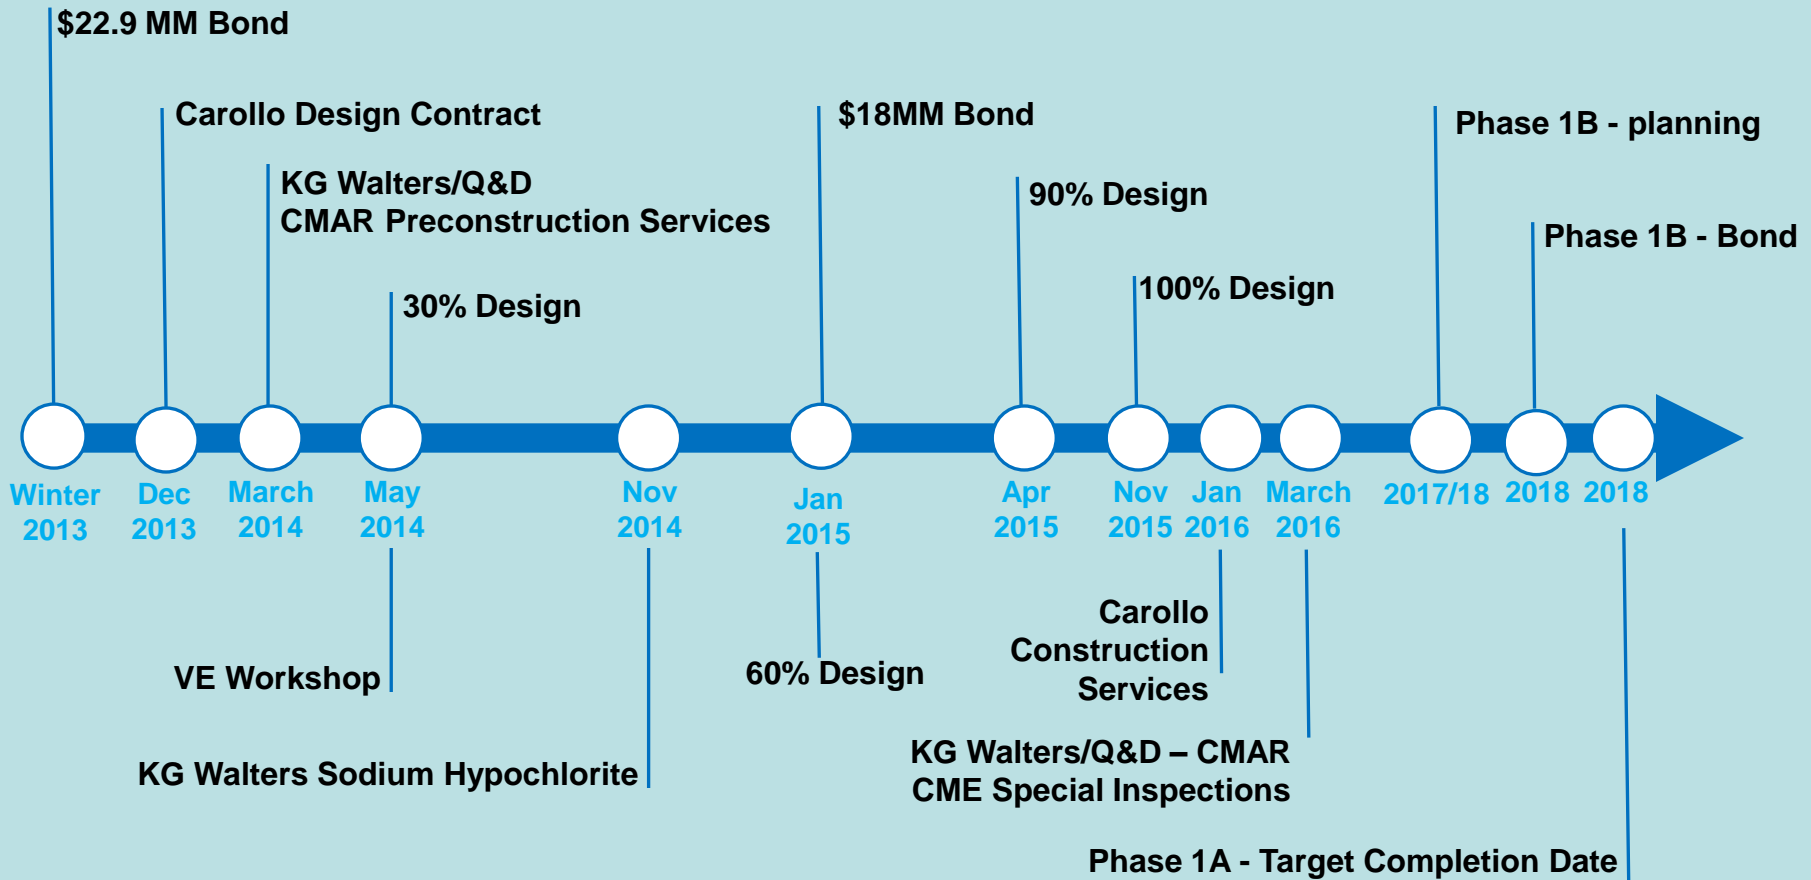 $22.9 MM Bond
Carollo Design Contract
KG Walters/Q&D
CMAR Preconstruction Services
30% Design
$18MM Bond
90% Design
100% Design
Phase 1B - planning
Phase 1B - Bond
Winter
2013
Dec
2013
March
2014
May
2014
Nov
2014
Jan
2015
Apr
2015
Nov
2015
Jan
2016
March
2016
2017/18
2018
2018
VE Workshop
KG Walters Sodium Hypochlorite
60% Design
Carollo
Construction
Services
KG Walters/Q&D – CMAR
CME Special Inspections
Phase 1A - Target Completion Date